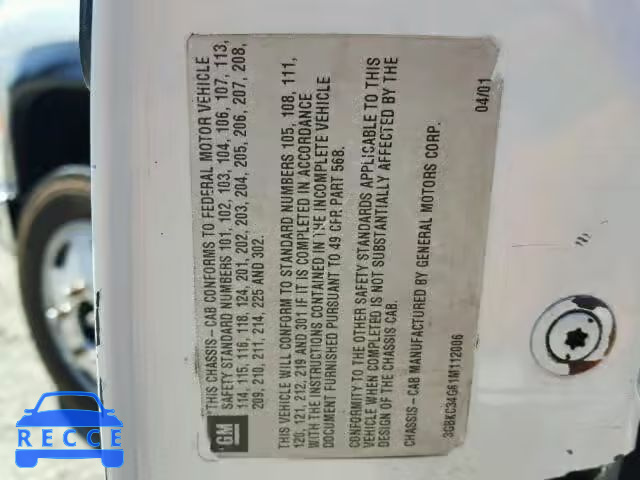 THIS CHASSIS-CAB CONFORMS TO FEDERAL MOTOR VEHICLE
SAFETY STANDARD NUMBERS 101, 102, 103, 104, 106, 107, 113,
114, 115, 116, 118, 124, 201, 202, 203, 204, 205, 206, 207, 208,
209, 210, 211, 214, 225 AND 302.
THIS VEHICLE WILL CONFORM TO STANDARD NUMBERS 105, 108, 111,
120, 121, 212, 219 AND 301 IF IT IS COMPLETED IN ACCORDANCE
WITH THE INSTRUCTIONS CONTAINED IN THE INCOMPLETE VEHICLE
DOCUMENT FURNISHED PURSUANT TO 49 CFR PART 568.
CONFORMITY TO THE OTHER SAFETY STANDARDS APPLICABLE TO THIS
VEHICLE WHEN COMPLETED IS NOT SUBSTANTIALLY AFFECTED BY THE
DESIGN OF THE CHASSIS CAB.
CHASSIS-CAB MANUFACTURED BY GENERAL MOTORS CORP.
04/01
3GBKC34G61M112006
GM
RECORD
RECE